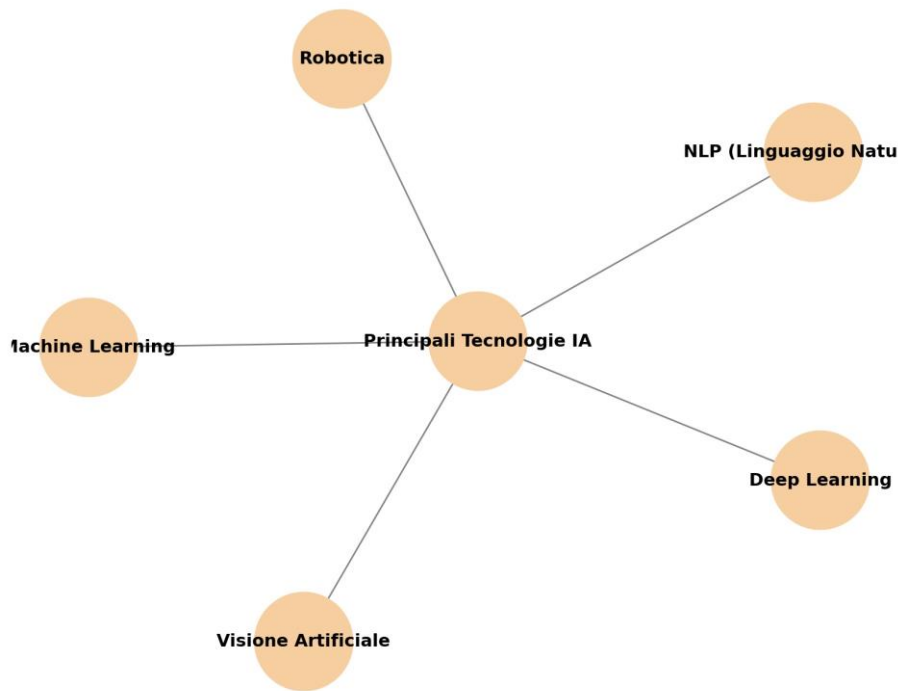 Robotica
NLP (Linguaggio Natu
Principali Tecnologie IA
Machine Learning
Deep Learning
Visione Artificiale